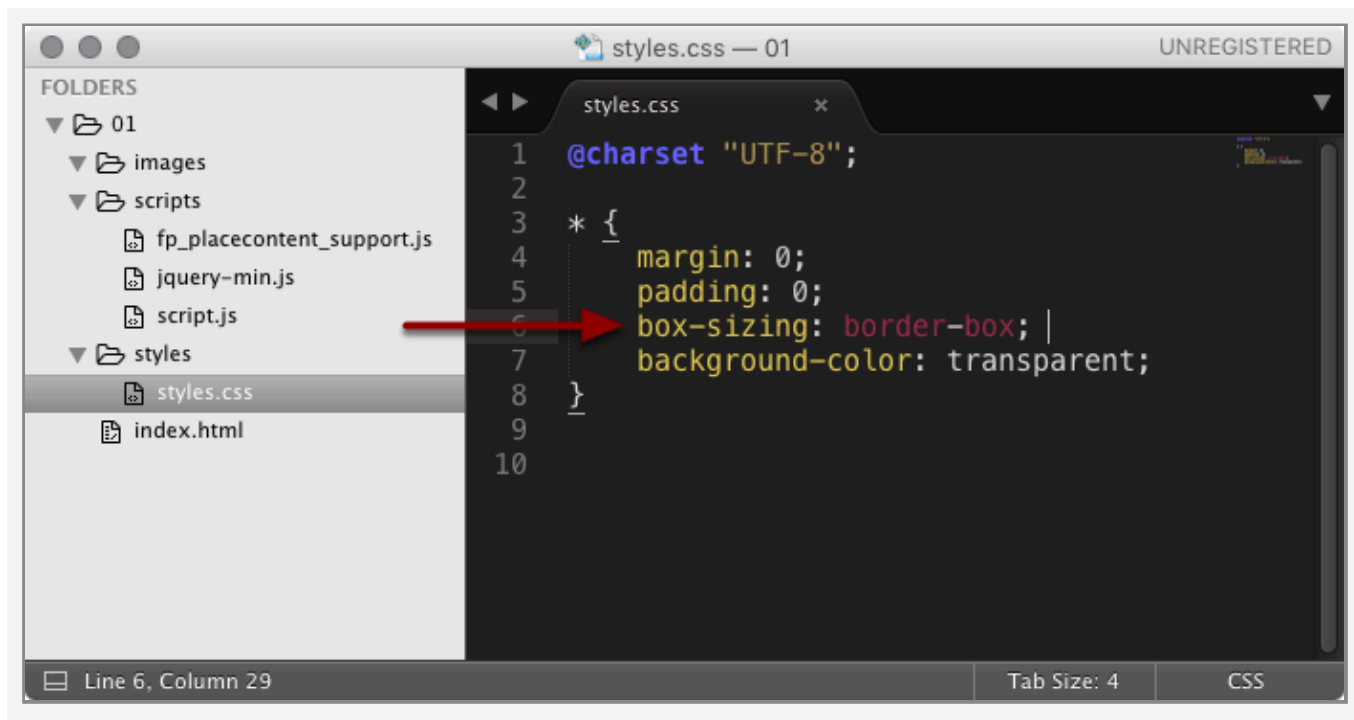 styles.css — 01
UNREGISTERED
FOLDERS
01
images
scripts
fp_placecontent_support.js
jquery-min.js
script.js
styles
styles.css
index.html
styles.css ×
1 @charset "UTF-8";
2
3 * {
4 margin: 0;
5 padding: 0;
6 box-sizing: border-box;
7 background-color: transparent;
8 }
9
10
Line 6, Column 29
Tab Size: 4
CSS